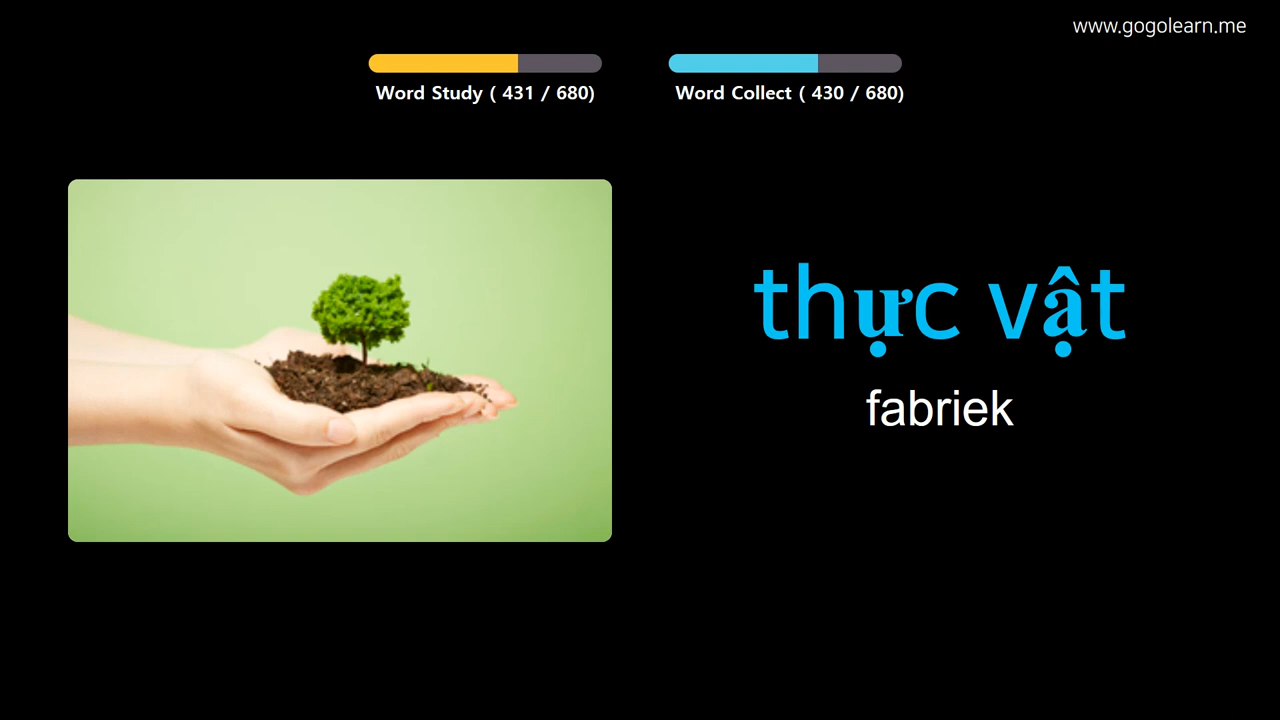 www.gogolearn.me
Word Study ( 431 / 680)
Word Collect ( 430 / 680)
thực vật
fabriek